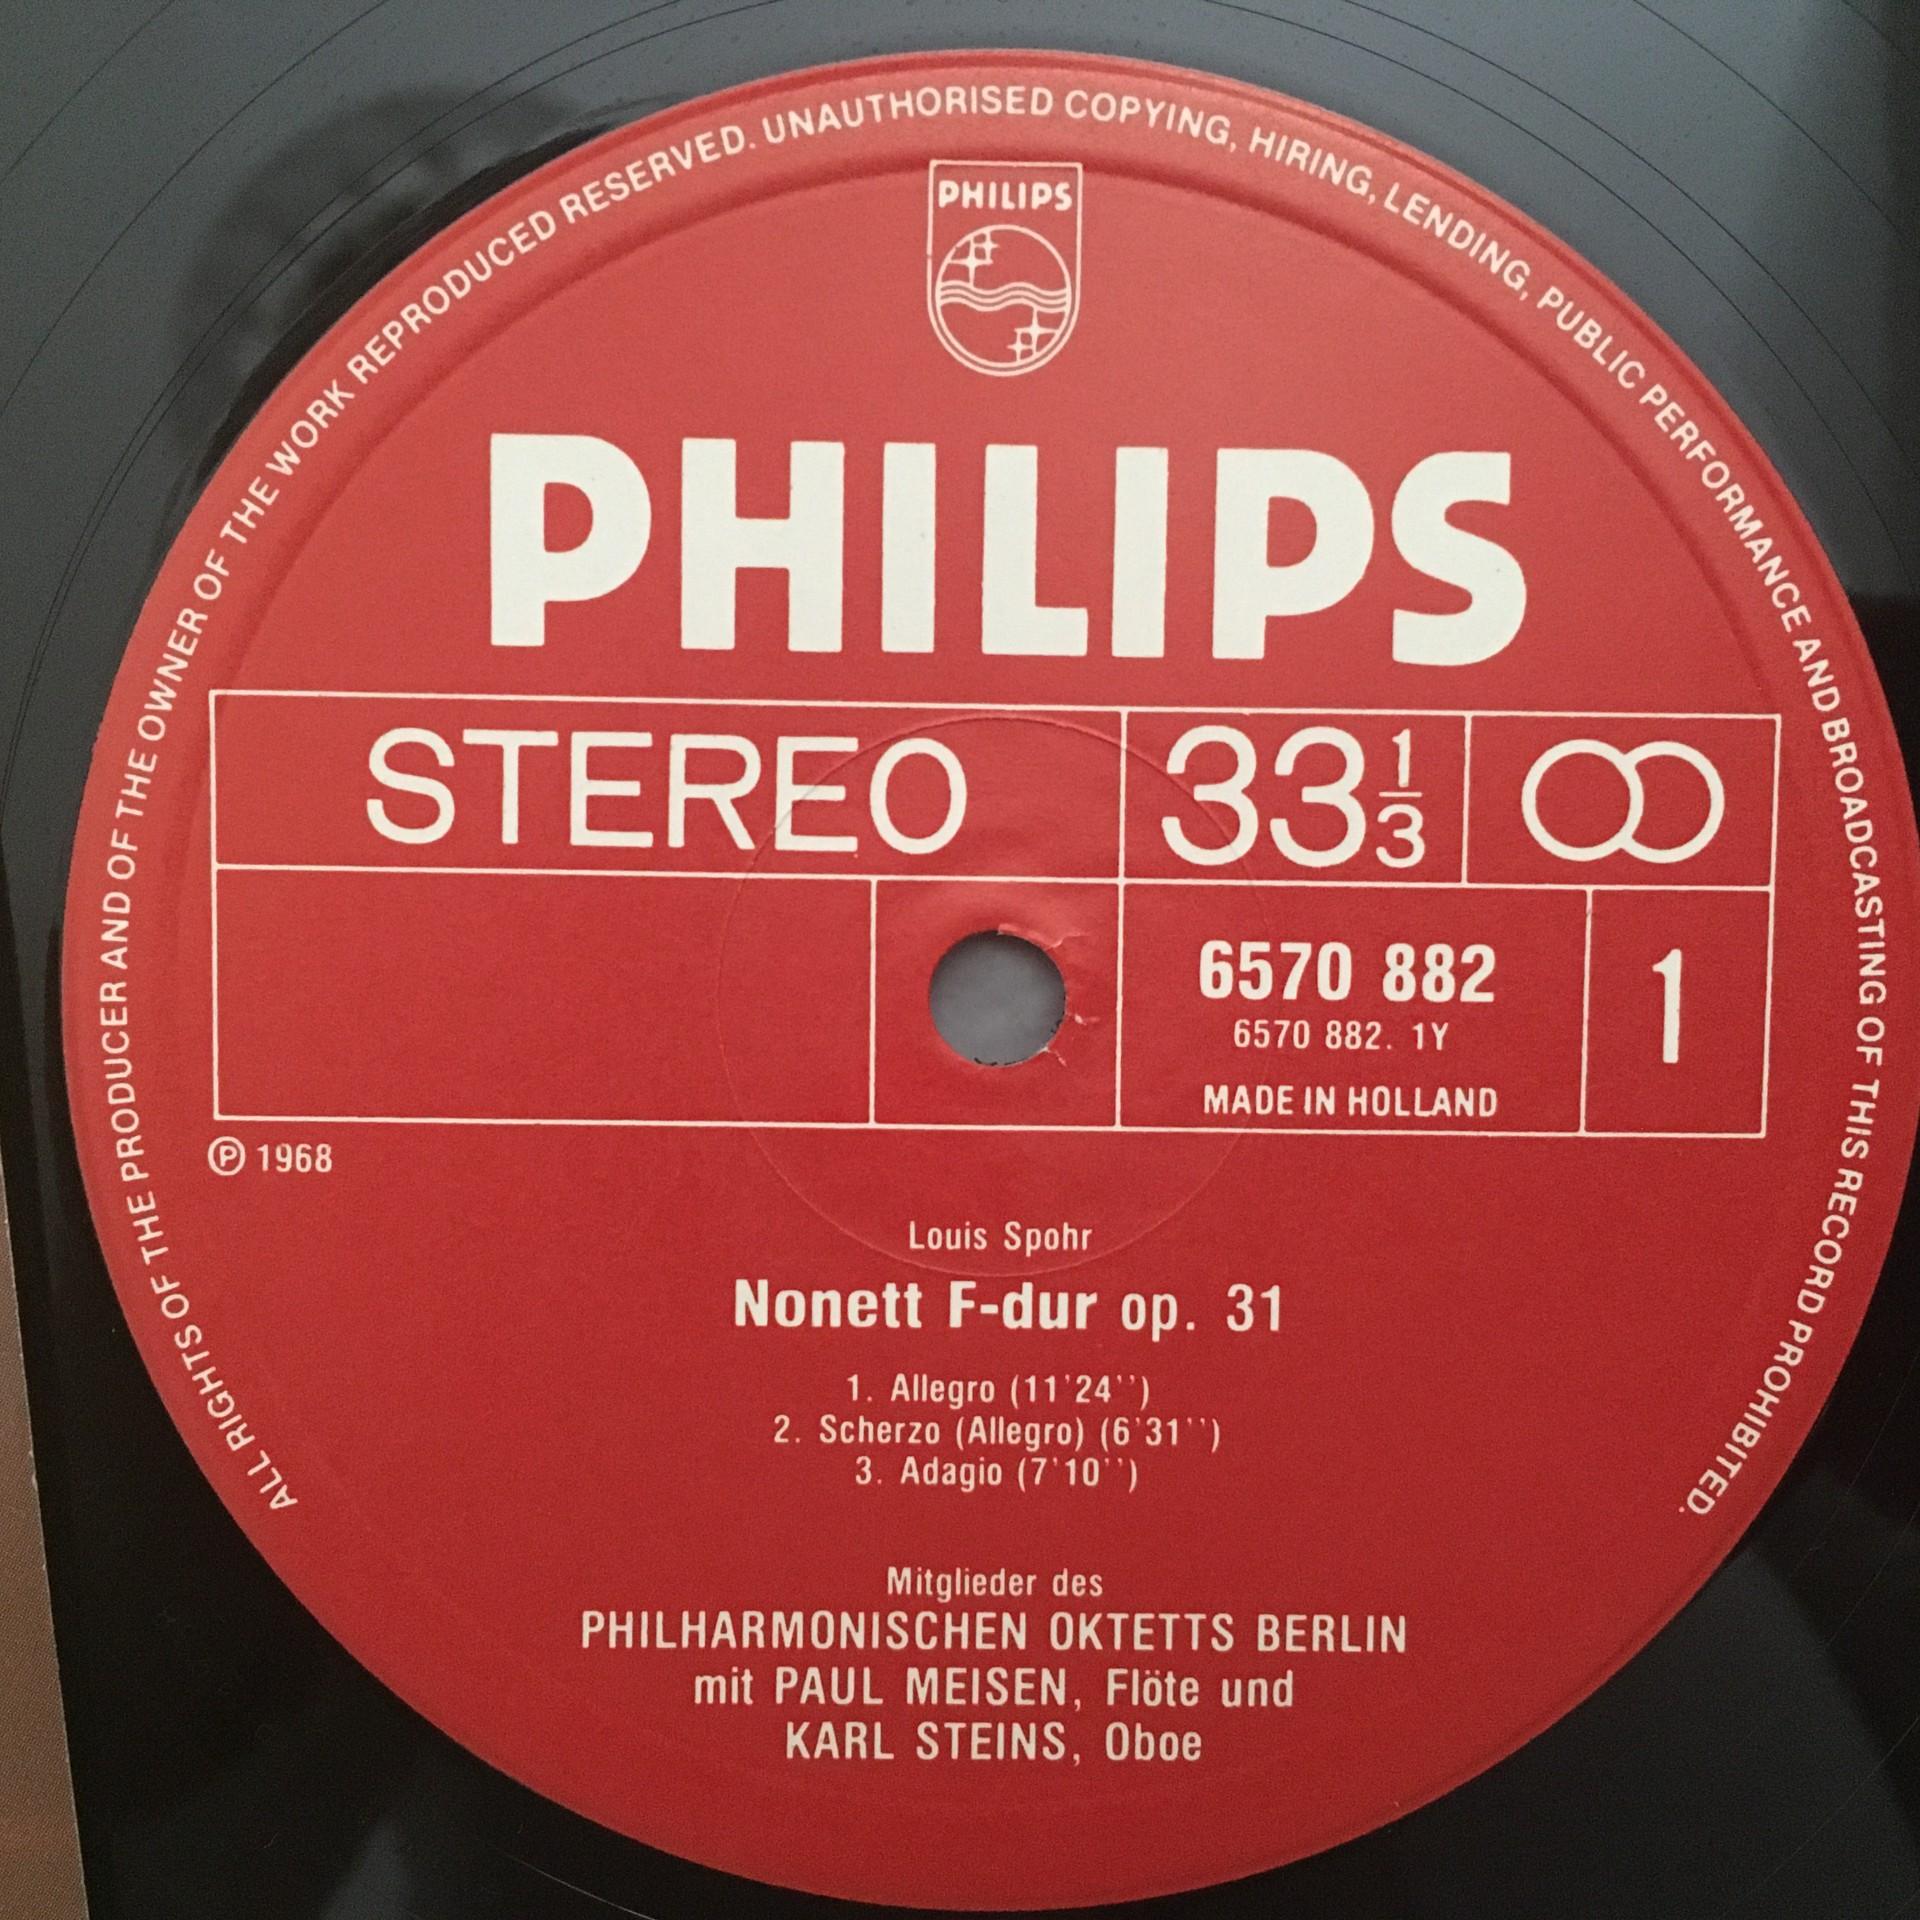 ALL RIGHTS OF THE PRODUCER AND OF THE OWNER OF THE WORK REPRODUCED RESERVED. UNAUTHORISED COPYING, HIRING, LENDING, PUBLIC PERFORMANCE AND BROADCASTING OF THIS RECORD PROHIBITED.
PHILIPS
PHILIPS
STEREO 33 1/3
6570 882 1
6570 882. 1Y
MADE IN HOLLAND
Ⓟ 1968
Louis Spohr
Nonett F-dur op. 31
1. Allegro (11'24'')
2. Scherzo (Allegro) (6'31'')
3. Adagio (7'10'')
Mitglieder des
PHILHARMONISCHEN OKTETTS BERLIN
mit PAUL MEISEN, Flöte und
KARL STEINS, Oboe